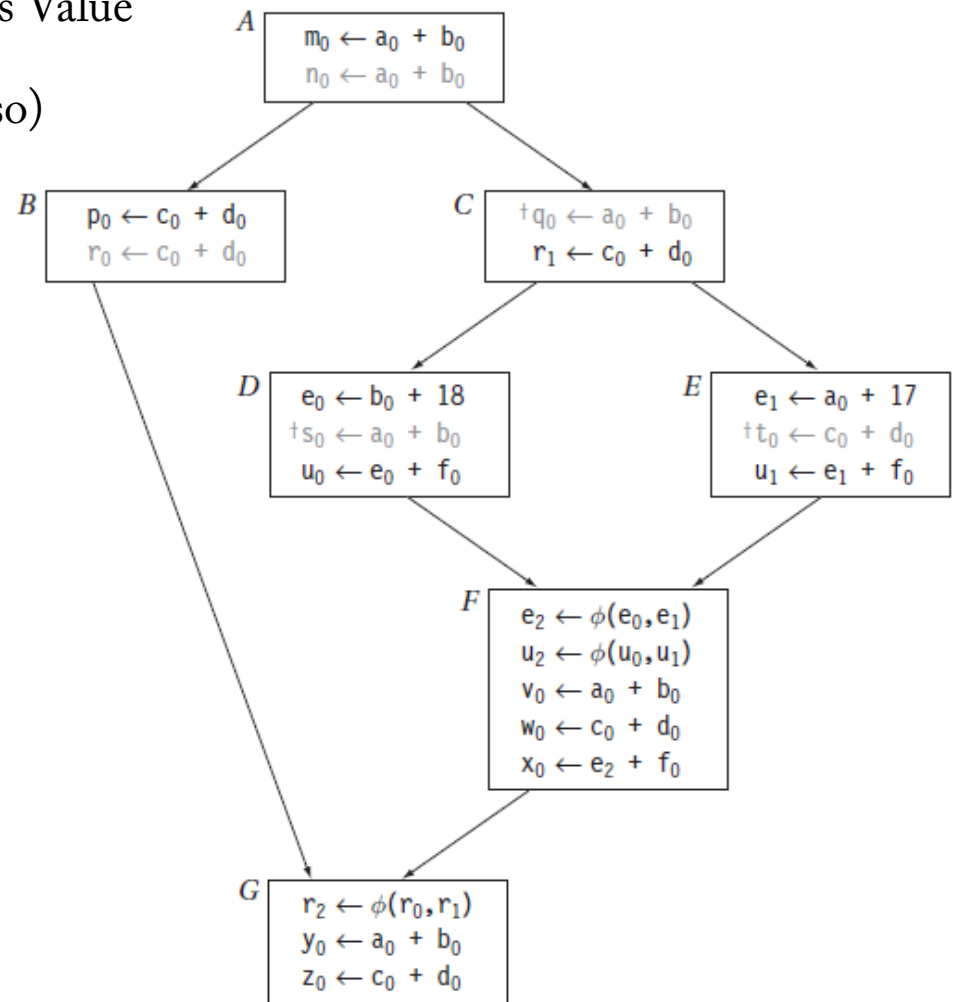 s Value
so)
A
m₀ ← a₀ + b₀
n₀ ← a₀ + b₀
B
p₀ ← c₀ + d₀
r₀ ← c₀ + d₀
C
†q₀ ← a₀ + b₀
r₁ ← c₀ + d₀
D
e₀ ← b₀ + 18
†s₀ ← a₀ + b₀
u₀ ← e₀ + f₀
E
e₁ ← a₀ + 17
†t₀ ← c₀ + d₀
u₁ ← e₁ + f₀
F
e₂ ← ϕ(e₀,e₁)
u₂ ← ϕ(u₀,u₁)
v₀ ← a₀ + b₀
w₀ ← c₀ + d₀
x₀ ← e₂ + f₀
G
r₂ ← ϕ(r₀,r₁)
y₀ ← a₀ + b₀
z₀ ← c₀ + d₀